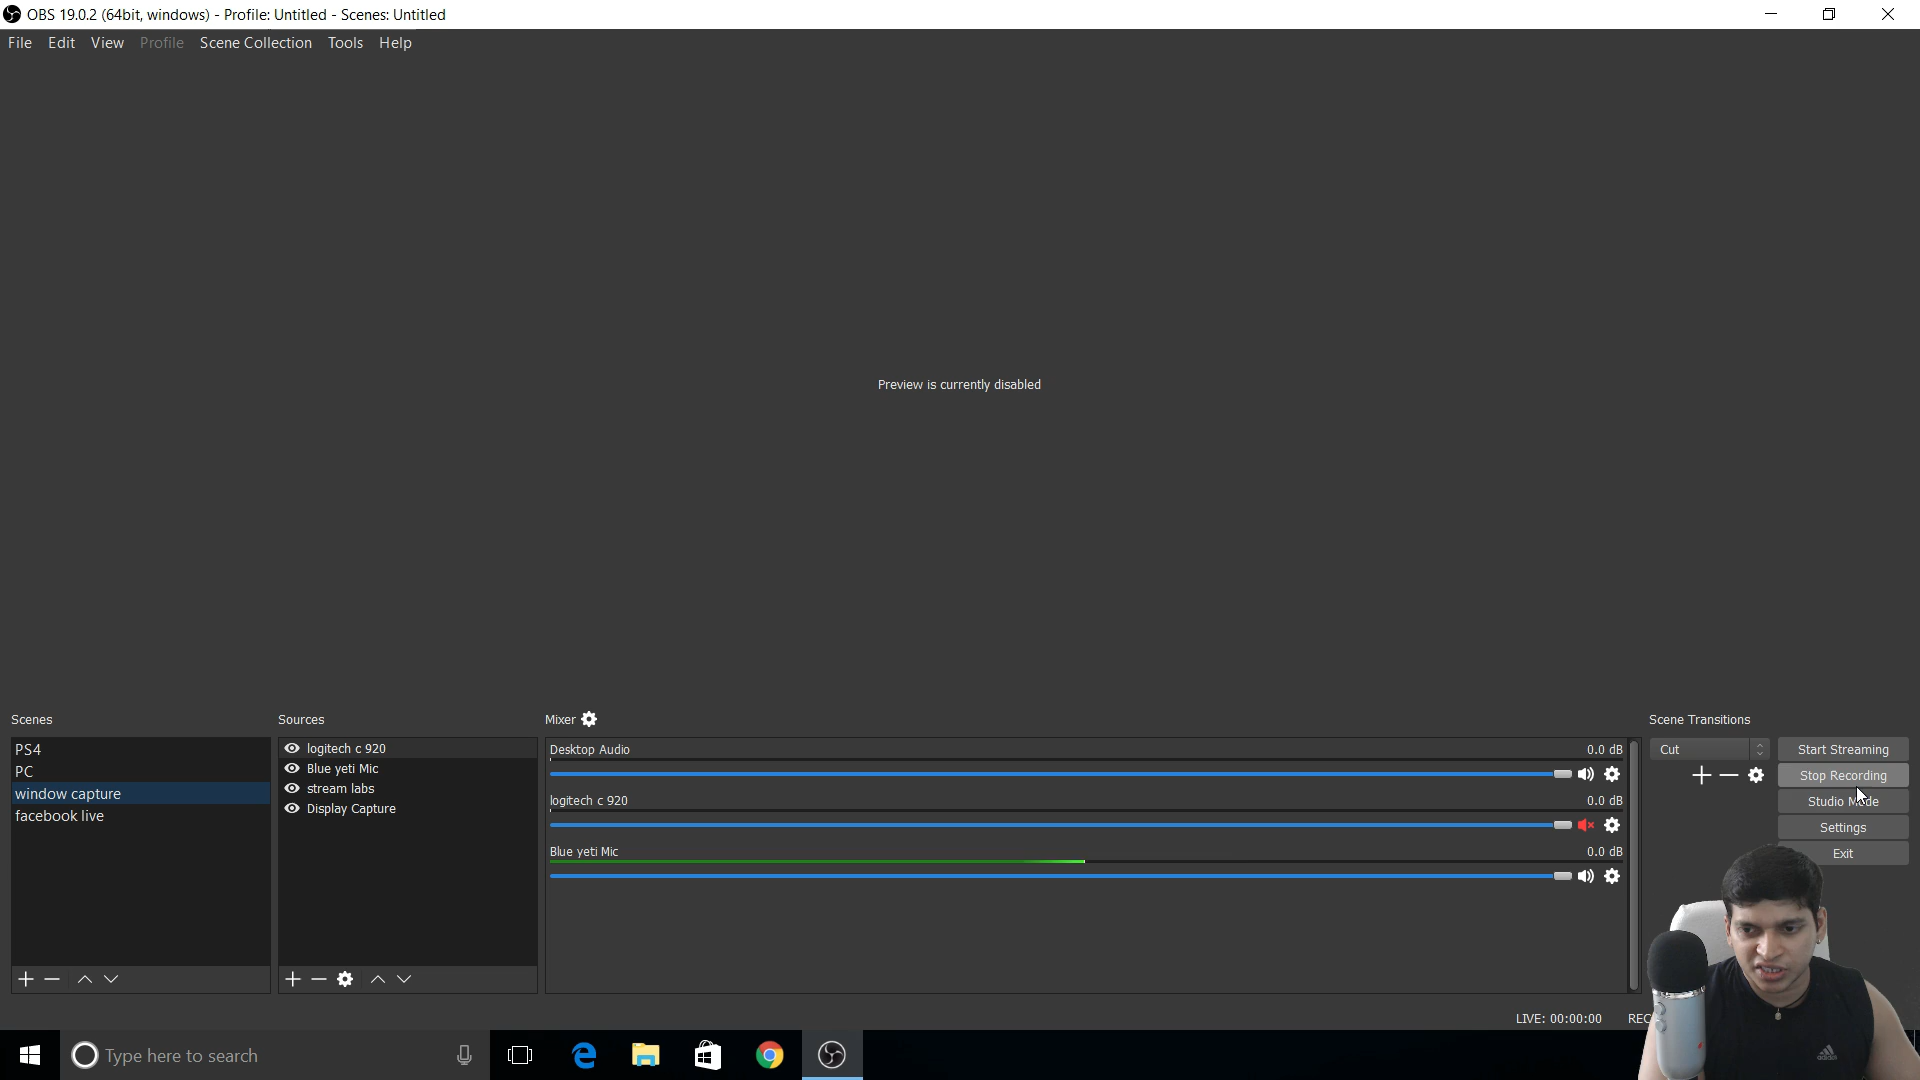 OBS 19.0.2 (64bit, windows) - Profile: Untitled - Scenes: Untitled
File Edit View Profile Scene Collection Tools Help
Preview is currently disabled
Scenes
PS4
PC
window capture
facebook live
Sources
logitech c 920
Blue yeti Mic
stream labs
Display Capture
Mixer
Desktop Audio 0.0 dB
logitech c 920 0.0 dB
Blue yeti Mic 0.0 dB
Scene Transitions
Cut
Start Streaming
Stop Recording
Studio
Settings
Exit
LIVE: 00:00:00 REC
Type here to search
adidas